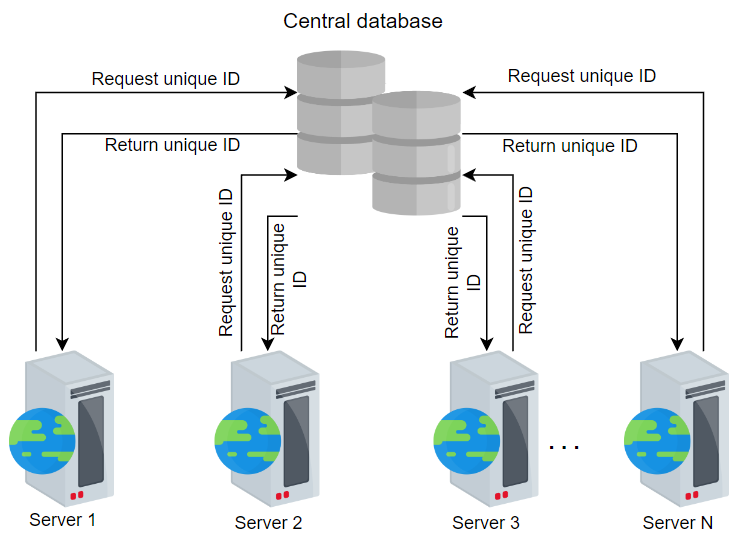 Central database
Request unique ID
Request unique ID
Return unique ID
Return unique ID
Request unique ID
Return unique
ID
Return unique
ID
Request unique ID
. . .
Server 1
Server 2
Server 3
Server N